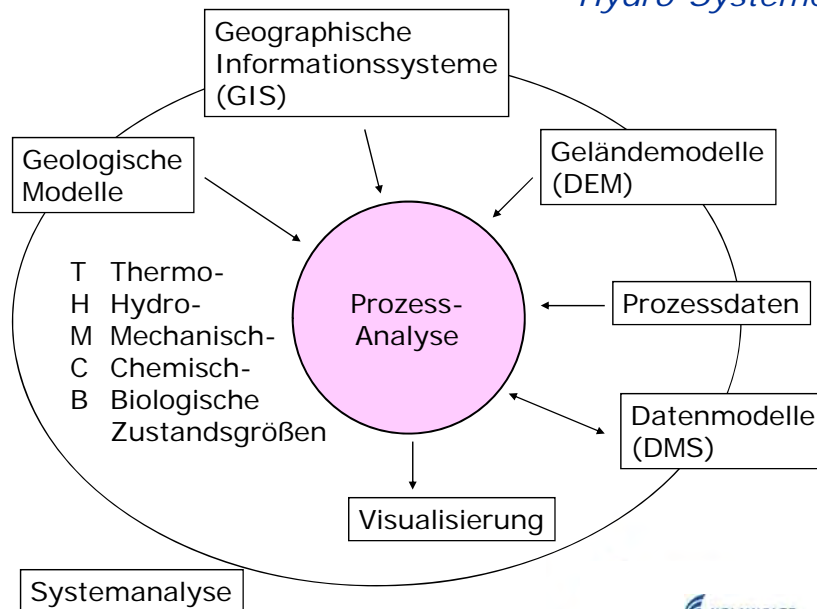 Hydro-Systeme
Geographische
Informationssysteme
(GIS)
Geologische
Modelle
Geländemodelle
(DEM)
T Thermo-
H Hydro-
M Mechanisch-
C Chemisch-
B Biologische
Zustandsgrößen
Prozess-
Analyse
Prozessdaten
Datenmodelle
(DMS)
Visualisierung
Systemanalyse